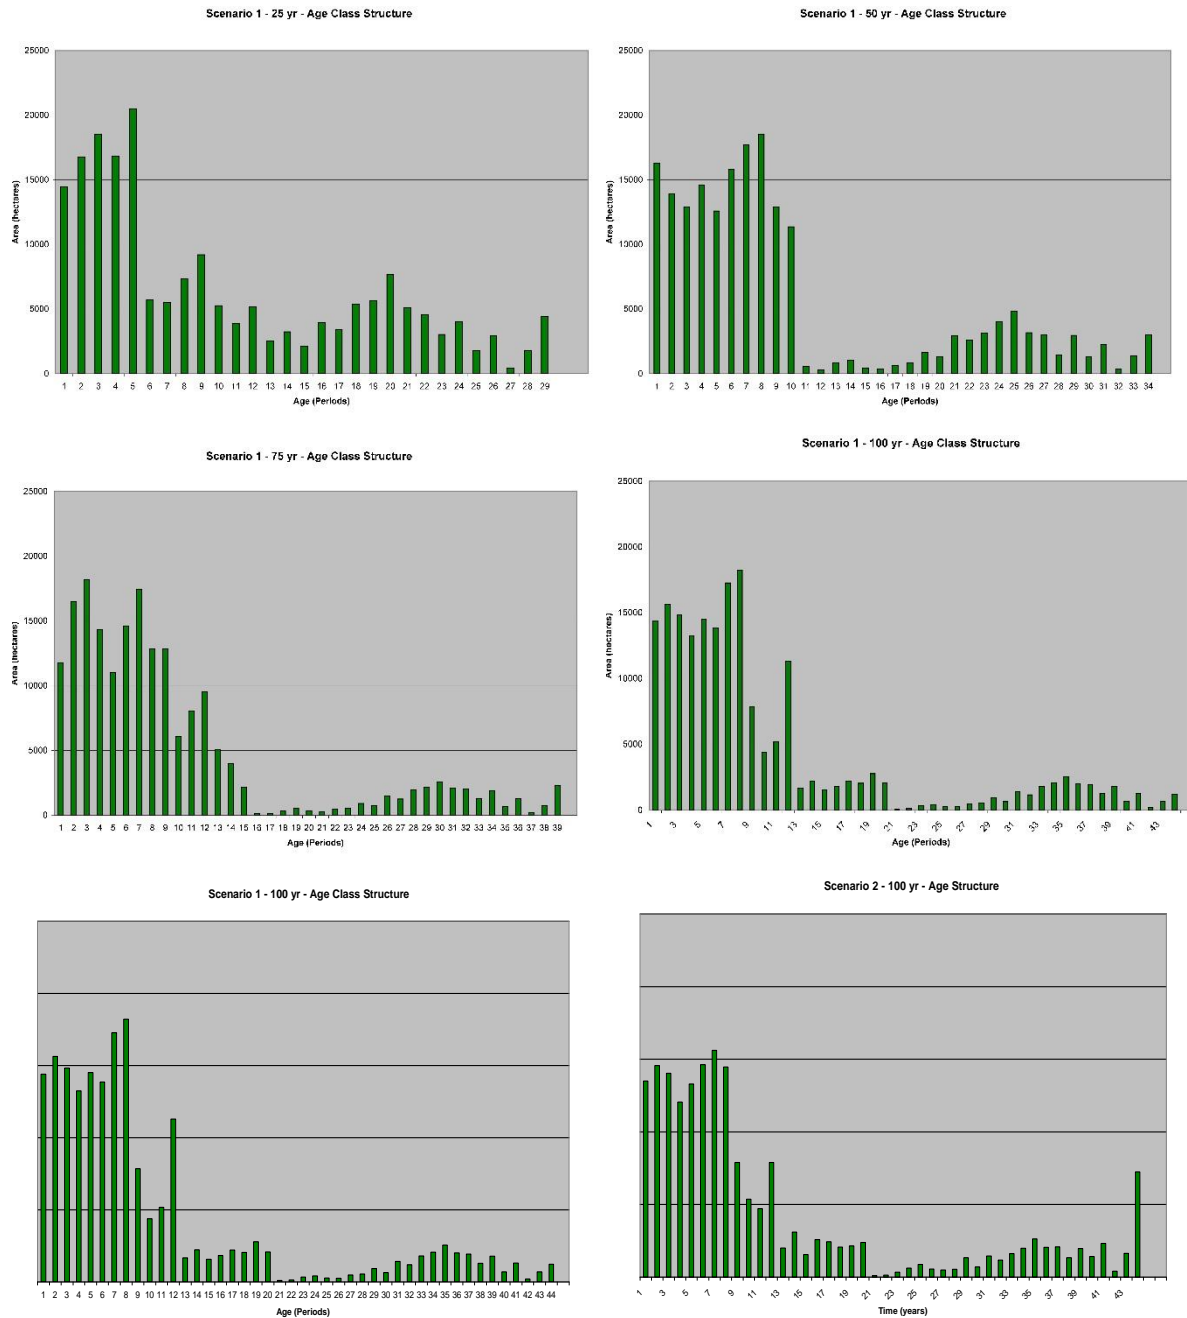 Scenario 1 - 25 yr - Age Class Structure
25000
20000
15000
10000
5000
0
Area (hectares)
1 2 3 4 5 6 7 8 9 10 11 12 13 14 15 16 17 18 19 20 21 22 23 24 25 26 27 28 29
Age (Periods)
Scenario 1 - 50 yr - Age Class Structure
25000
20000
15000
10000
5000
0
Area (hectares)
1 2 3 4 5 6 7 8 9 10 11 12 13 14 15 16 17 18 19 20 21 22 23 24 25 26 27 28 29 30 31 32 33 34
Age (Periods)
Scenario 1 - 75 yr - Age Class Structure
25000
20000
15000
10000
5000
0
Area (hectares)
1 2 3 4 5 6 7 8 9 10 11 12 13 14 15 16 17 18 19 20 21 22 23 24 25 26 27 28 29 30 31 32 33 34 35 36 37 38 39
Age (Periods)
Scenario 1 - 100 yr - Age Class Structure
25000
20000
15000
10000
5000
0
Area (hectares)
1 3 5 7 9 11 13 15 17 19 21 23 25 27 29 31 33 35 37 39 41 43
Age (Periods)
Scenario 1 - 100 yr - Age Class Structure
1 2 3 4 5 6 7 8 9 10 11 12 13 14 15 16 17 18 19 20 21 22 23 24 25 26 27 28 29 30 31 32 33 34 35 36 37 38 39 40 41 42 43 44
Age (Periods)
Scenario 2 - 100 yr - Age Structure
1 3 5 7 9 11 13 15 17 19 21 23 25 27 29 31 33 35 37 39 41 43
Time (years)